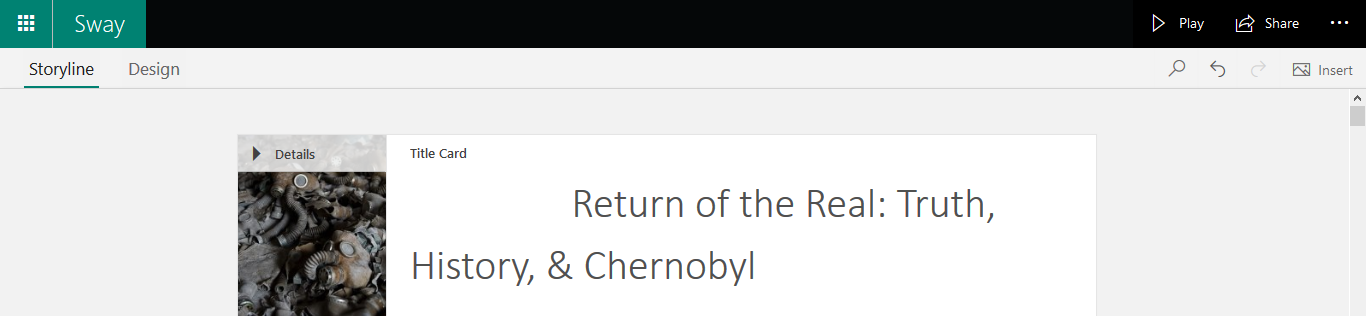 Sway Play Share ...
Storyline Design Insert
Details Title Card
Return of the Real: Truth,
History, & Chernobyl